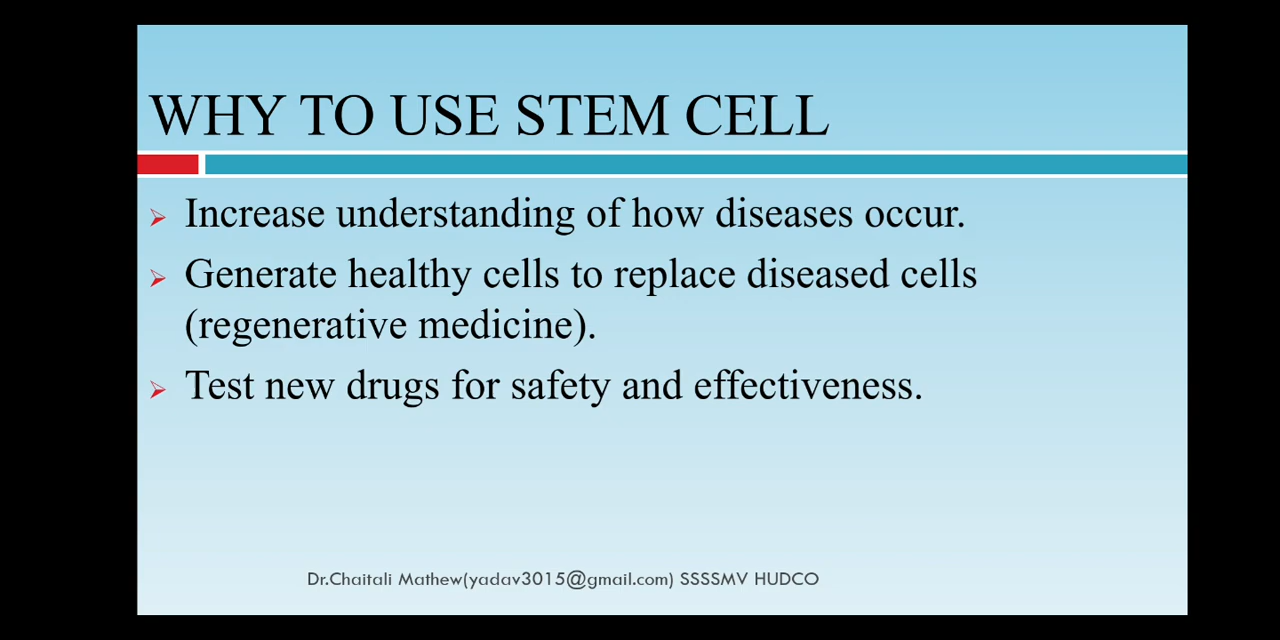 WHY TO USE STEM CELL
Increase understanding of how diseases occur.
Generate healthy cells to replace diseased cells
(regenerative medicine).
Test new drugs for safety and effectiveness.
Dr.Chaitali Mathew(yadav3015@gmail.com) SSSSMV HUDCO